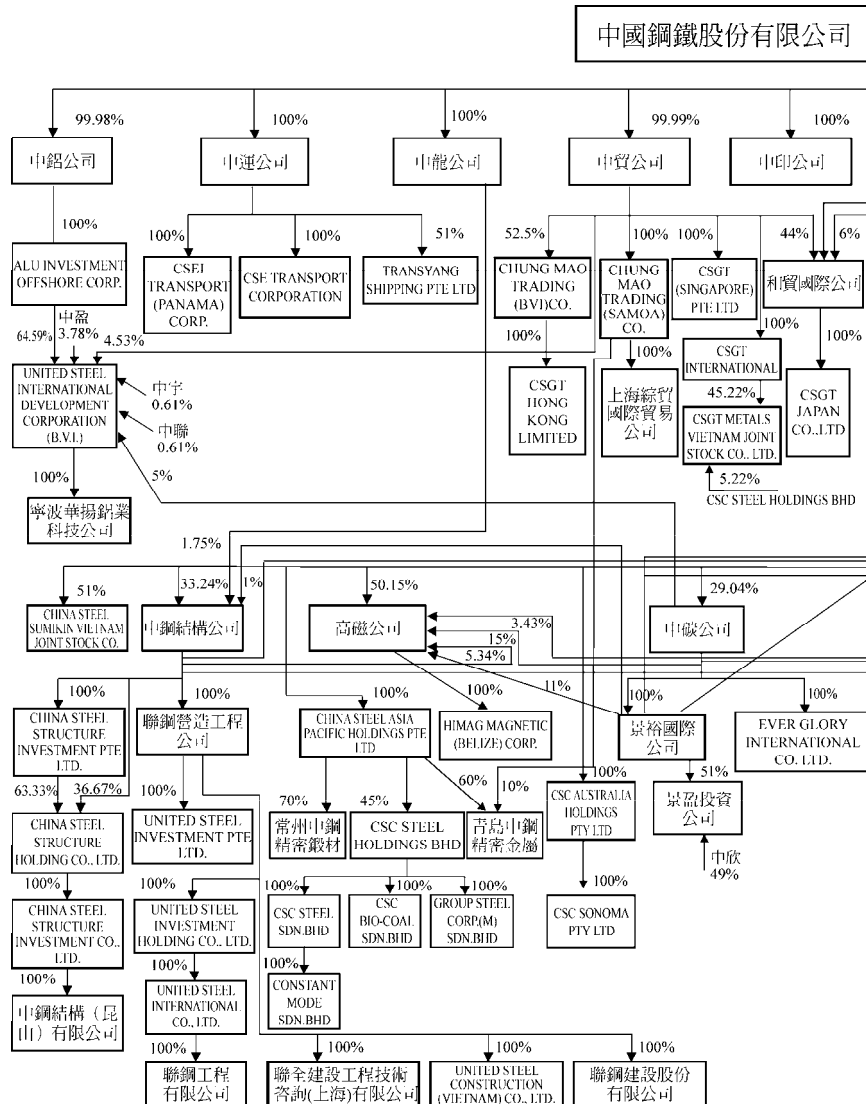 中國鋼鐵股份有限公司
99.98%
100%
100%
99.99%
100%
中鋁公司
中運公司
中龍公司
中貿公司
中印公司
100%
100%
100%
51%
52.5%
100%
100%
44%
6%
ALU INVESTMENT
OFFSHORE CORP.
CSEI
TRANSPORT
(PANAMA)
CORP.
CSE TRANSPORT
CORPORATION
TRANSYANG
SHIPPING PTE LTD
CHUNG MAO
TRADING
(BVI)CO.
CHUNG
MAO
TRADING
(SAMOA)
CO.
CSGT
(SINGAPORE)
PTE LTD
和貿國際公司
中盈
64.59%
3.78%
4.53%
100%
100%
100%
100%
UNITED STEEL
INTERNATIONAL
DEVELOPMENT
CORPORATION
(B.V.I.)
中宇
0.61%
中聯
0.61%
CSGT
HONG
KONG
LIMITED
上海綜貿
國際貿易
公司
CSGT
INTERNATIONAL
45.22%
CSGT METALS
VIETNAM JOINT
STOCK CO., LTD.
CSGT
JAPAN
CO.,LTD
100%
5%
5.22%
CSC STEEL HOLDINGS BHD
寧波華揚鋁業
科技公司
1.75%
51%
33.24%
1%
50.15%
29.04%
CHINA STEEL
SUMIKIN VIETNAM
JOINT STOCK CO.
中鋼結構公司
高磁公司
3.43%
15%
5.34%
中碳公司
100%
100%
100%
100%
11%
100%
100%
CHINA STEEL
STRUCTURE
INVESTMENT PTE
LTD.
聯鋼營造工程
公司
CHINA STEEL ASIA
PACIFIC HOLDINGS PTE
LTD
HIMAG MAGNETIC
(BELIZE) CORP.
景裕國際
公司
EVER GLORY
INTERNATIONAL
CO. LTD.
63.33%
36.67%
100%
70%
45%
60%
10%
100%
51%
CHINA STEEL
STRUCTURE
HOLDING CO., LTD.
UNITED STEEL
INVESTMENT PTE
LTD.
常州中鋼
精密鍛材
CSC STEEL
HOLDINGS BHD
青島中鋼
精密金屬
CSC AUSTRALIA
HOLDINGS
PTY LTD
景盈投資
公司
中欣
49%
100%
100%
100%
100%
100%
100%
CHINA STEEL
STRUCTURE
INVESTMENT CO.,
LTD.
UNITED STEEL
INVESTMENT
HOLDING CO., LTD.
CSC STEEL
SDN.BHD
CSC
BIO-COAL
SDN.BHD
GROUP STEEL
CORP.(M)
SDN.BHD
CSC SONOMA
PTY LTD
100%
100%
100%
中鋼結構（昆
山）有限公司
UNITED STEEL
INTERNATIONAL
CO., LTD.
CONSTANT
MODE
SDN.BHD
100%
100%
100%
100%
聯鋼工程
有限公司
聯全建設工程技術
咨詢(上海)有限公司
UNITED STEEL
CONSTRUCTION
(VIETNAM) CO., LTD.
聯鋼建設股份
有限公司